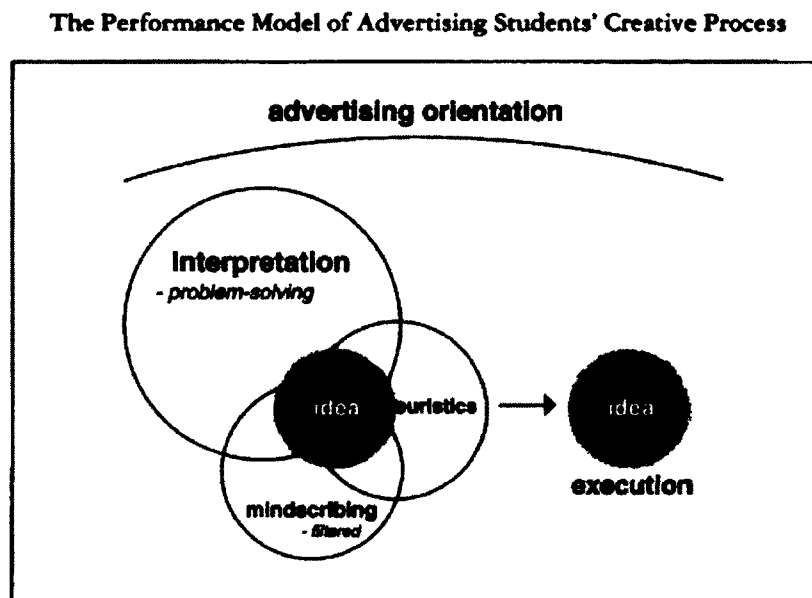 The Performance Model of Advertising Students' Creative Process
advertising orientation
interpretation
- problem-solving
idea
euristics
idea
execution
mindscribing
- filtered